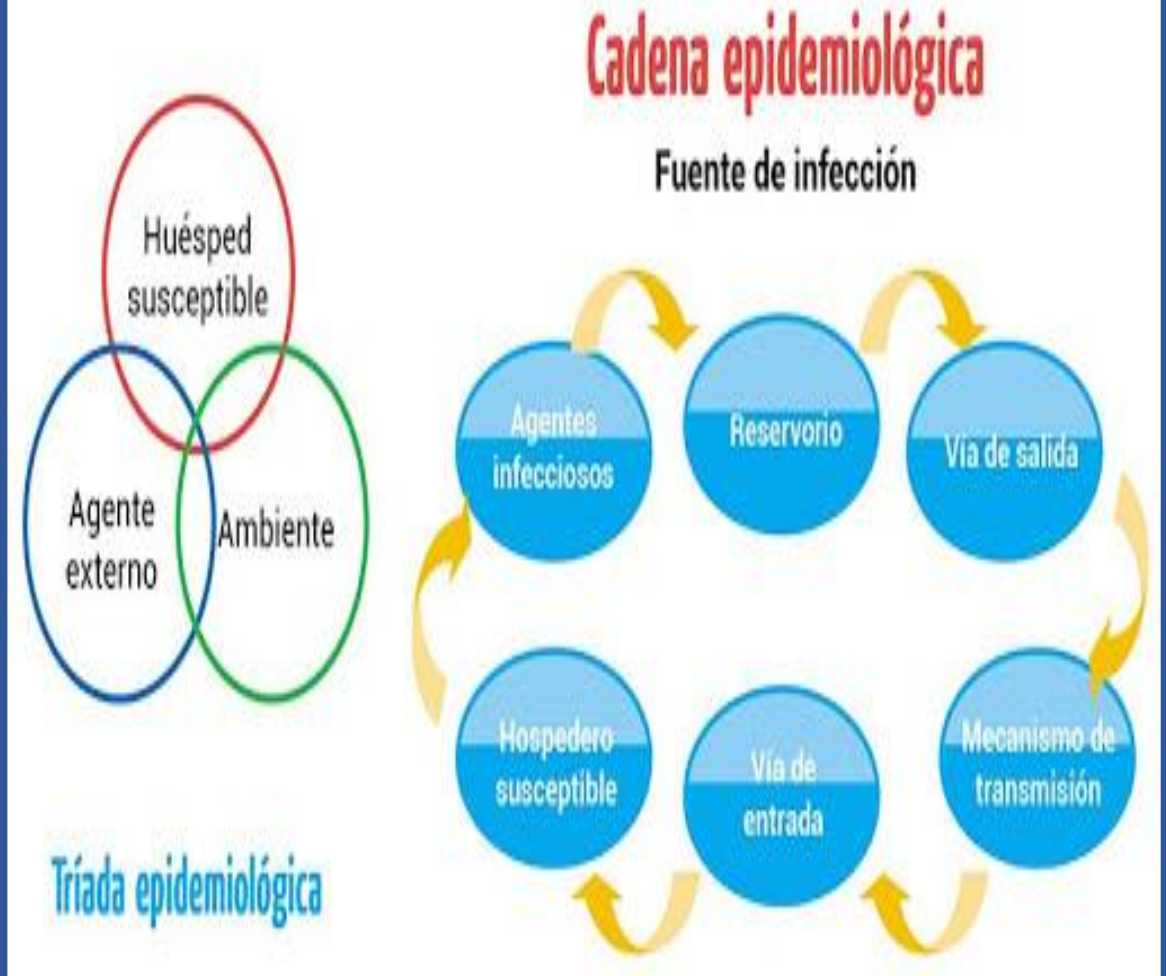 Huésped
susceptible
Agente
externo
Ambiente
Tríada epidemiológica
Cadena epidemiológica
Fuente de infección
Agentes
infecciosos
Reservorio
Vía de salida
Mecanismo de
transmisión
Vía de
entrada
Hospedero
susceptible